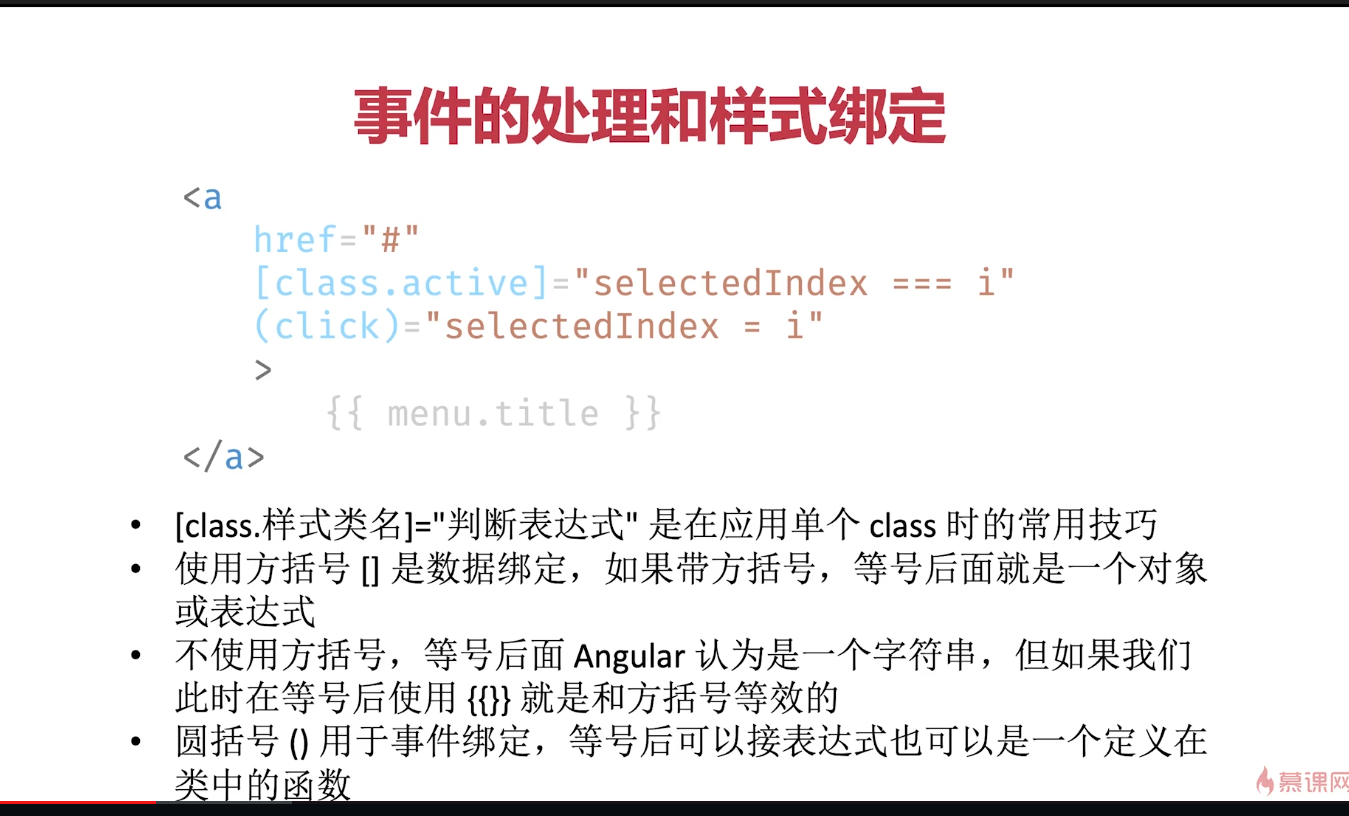 事件的处理和样式绑定
<a
href="#"
[class.active]="selectedIndex === i"
(click)="selectedIndex = i"
>
{{ menu.title }}
</a>
• [class.样式类名]="判断表达式" 是在应用单个 class 时的常用技巧
• 使用方括号 [] 是数据绑定，如果带方括号，等号后面就是一个对象
或表达式
• 不使用方括号，等号后面 Angular 认为是一个字符串，但如果我们
此时在等号后使用 {{}} 就是和方括号等效的
• 圆括号 () 用于事件绑定，等号后可以接表达式也可以是一个定义在
类中的函数
慕课网